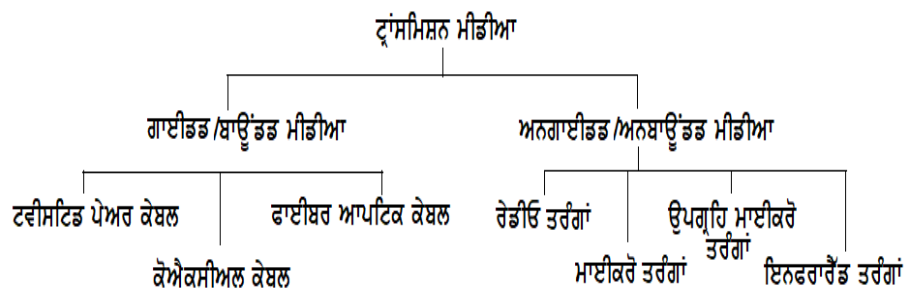 ਟ੍ਰਾਂਸਮਿਸ਼ਨ ਮੀਡੀਆ
ਗਾਈਡਡ/ਬਾਊਂਡਡ ਮੀਡੀਆ
ਅਨਗਾਈਡਡ/ਅਨਬਾਊਂਡਡ ਮੀਡੀਆ
ਟਵੀਸਟਿਡ ਪੇਅਰ ਕੇਬਲ
ਕੋਐਕਸੀਅਲ ਕੇਬਲ
ਫਾਈਬਰ ਆਪਟਿਕ ਕੇਬਲ
ਰੇਡੀਓ ਤਰੰਗਾਂ
ਮਾਈਕਰੋ ਤਰੰਗਾਂ
ਉਪਗ੍ਰਹਿ ਮਾਈਕਰੋ
ਤਰੰਗਾਂ
ਇਨਫਰਾਰੈੱਡ ਤਰੰਗਾਂ